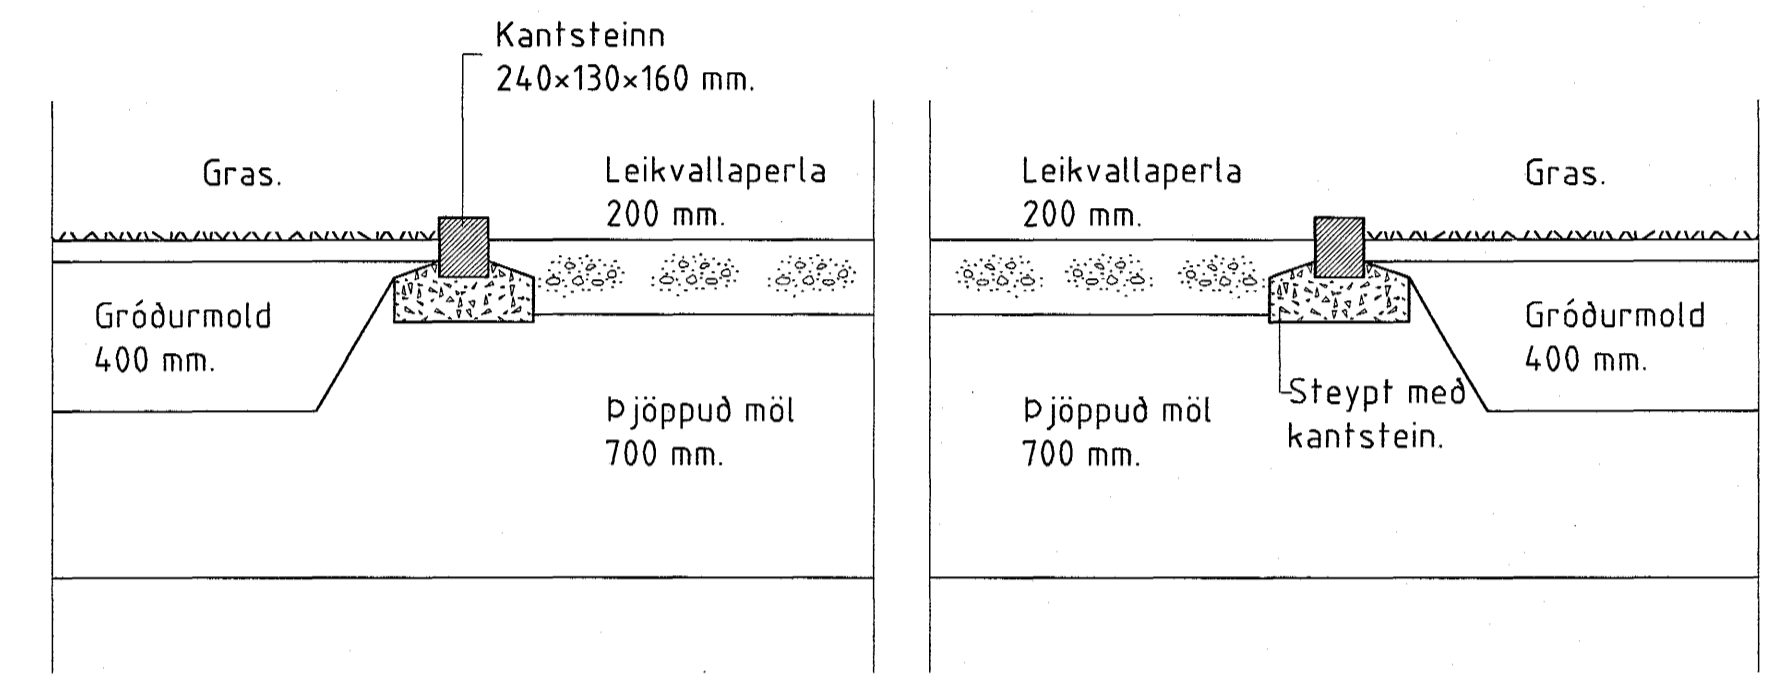 Kantsteinn
240×130×160 mm.
Gras.
Leikvallaperla
200 mm.
Gróðurmold
400 mm.
Þjöppuð möl
700 mm.
Leikvallaperla
200 mm.
Gras.
Gróðurmold
400 mm.
Steypt með
kantstein.
Þjöppuð möl
700 mm.